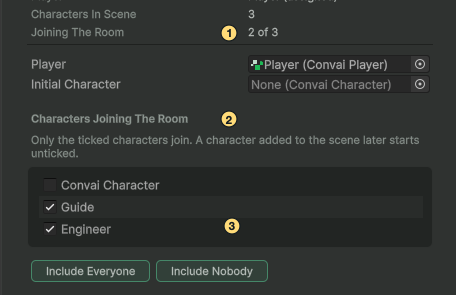 Characters In Scene 3
Joining The Room 1 2 of 3
Player Player (Convai Player)
Initial Character None (Convai Character)
Characters Joining The Room 2
Only the ticked characters join. A character added to the scene later starts
unticked.
Convai Character
Guide
Engineer 3
Include Everyone Include Nobody